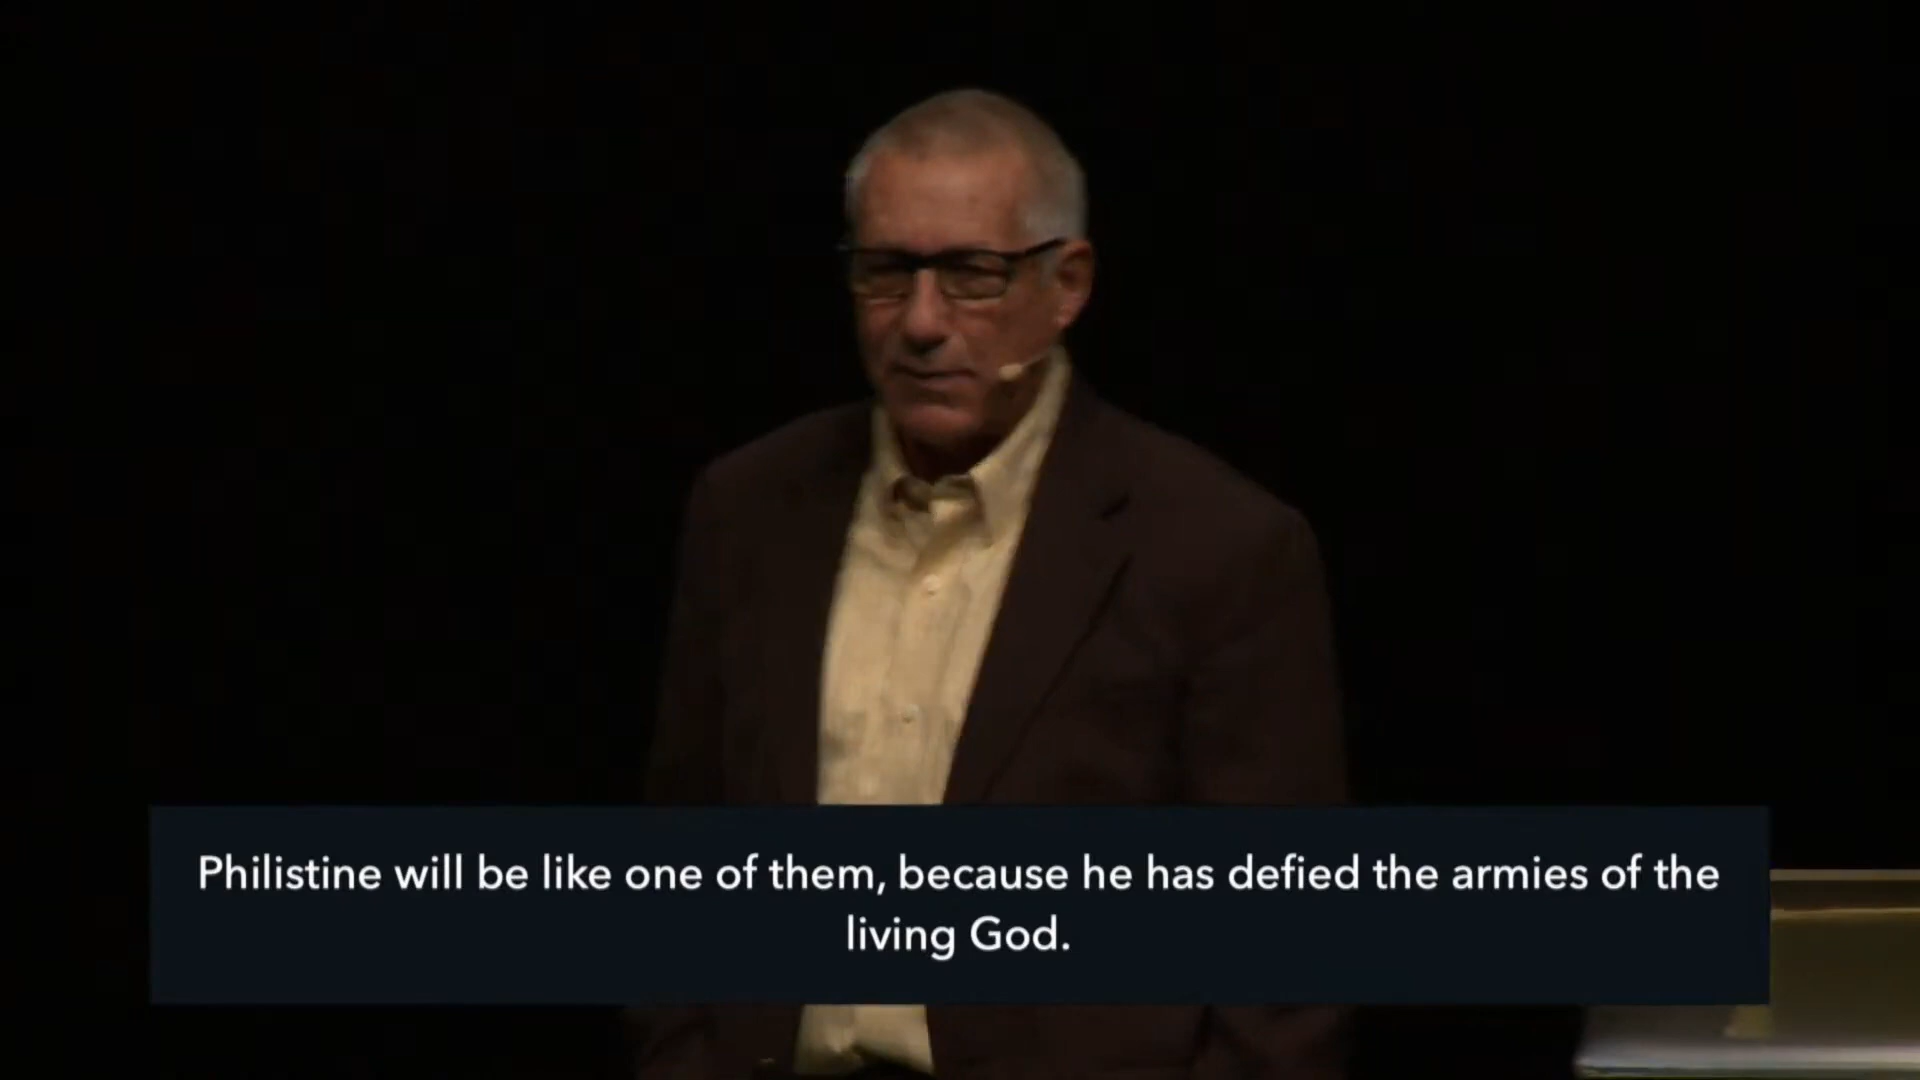 Philistine will be like one of them, because he has defied the armies of the
living God.